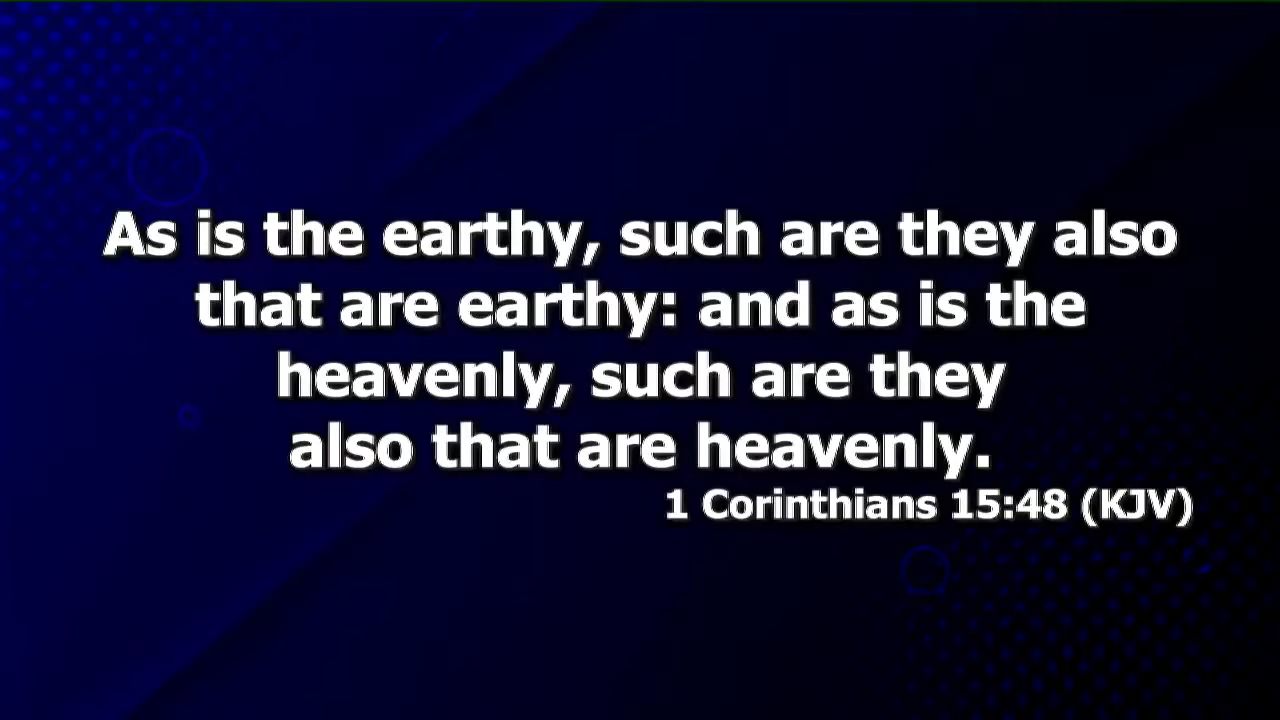 As is the earthy, such are they also
that are earthy: and as is the
heavenly, such are they
also that are heavenly.
1 Corinthians 15:48 (KJV)